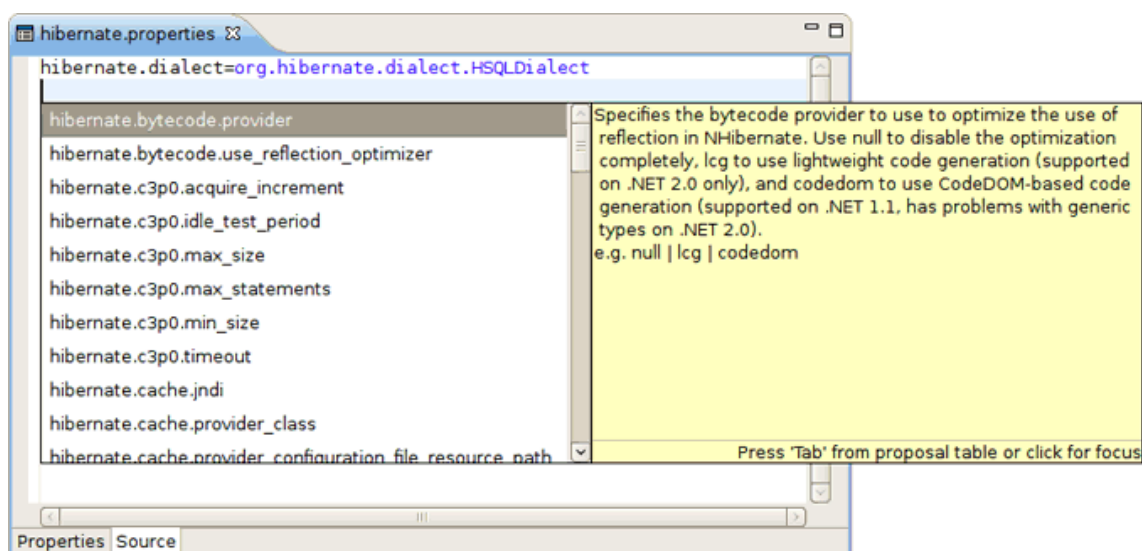 hibernate.properties
hibernate.dialect=org.hibernate.dialect.HSQLDialect
hibernate.bytecode.provider
hibernate.bytecode.use_reflection_optimizer
hibernate.c3p0.acquire_increment
hibernate.c3p0.idle_test_period
hibernate.c3p0.max_size
hibernate.c3p0.max_statements
hibernate.c3p0.min_size
hibernate.c3p0.timeout
hibernate.cache.jndi
hibernate.cache.provider_class
hibernate.cache.provider_configuration_file_resource_path
Specifies the bytecode provider to use to optimize the use of
reflection in NHibernate. Use null to disable the optimization
completely, lcg to use lightweight code generation (supported
on .NET 2.0 only), and codedom to use CodeDOM-based code
generation (supported on .NET 1.1, has problems with generic
types on .NET 2.0).
e.g. null | lcg | codedom
Press 'Tab' from proposal table or click for focus
Properties Source